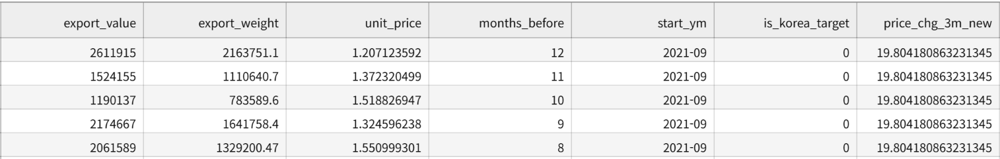 export_value export_weight unit_price months_before start_ym is_korea_target price_chg_3m_new
2611915 2163751.1 1.207123592 12 2021-09 0 19.804180863231345
1524155 1110640.7 1.372320499 11 2021-09 0 19.804180863231345
1190137 783589.6 1.518826947 10 2021-09 0 19.804180863231345
2174667 1641758.4 1.324596238 9 2021-09 0 19.804180863231345
2061589 1329200.47 1.550999301 8 2021-09 0 19.804180863231345